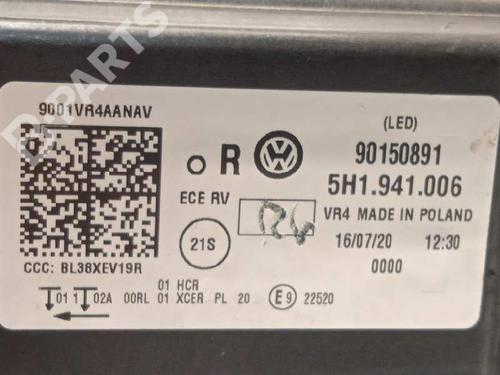 B-PARTS
9001VR4AANAV
R
ECE RV
21S
CCC: BL38XEV19R
01 HCR
01 1 02A 00RL 01 XCER PL 20 E9 22520
(LED)
90150891
5H1.941.006
VR4 MADE IN POLAND
16/07/20 12:30
0000